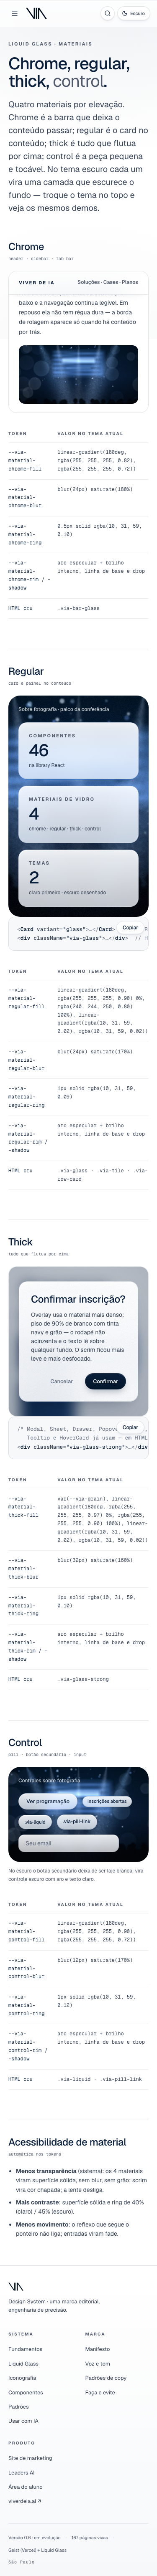 VIA
Escuro
LIQUID GLASS · MATERIAIS
Chrome, regular,
thick, control.
Quatro materiais por elevação.
Chrome é a barra: deixa o conteúdo
passar; regular é o card no
conteúdo; thick é tudo que flutua
por cima; control é a peça pequena
e tocável. No tema escuro cada um
vira uma camada que escurece o
fundo — troque o tema no topo e
veja os mesmos demos.
Chrome
header · sidebar · tab bar
VIVER DE IA
Soluções · Cases · Planos
baixo e a navegação continua legível. Em
repouso ela não tem régua dura — a borda
de rolagem aparece só quando há conteúdo
por trás.
TOKEN
VALOR NO TEMA ATUAL
--via-material-chrome-fill
linear-gradient(180deg, rgba(255, 255, 255, 0.82), rgba(255, 255, 255, 0.72))
--via-material-chrome-blur
blur(24px) saturate(180%)
--via-material-chrome-ring
0.5px solid rgba(10, 31, 59, 0.10)
--via-material-chrome-rim / -shadow
aro especular + brilho interno, linha de base e drop
HTML cru
.via-bar-glass
Regular
card e painel no conteúdo
Sobre fotografia · palco da conferência
COMPONENTES
46
na library React
MATERIAIS DE VIDRO
4
chrome · regular · thick · control
TEMAS
2
claro primeiro · escuro desenhado
Copiar
<Card variant="glass">…</Card>
<div className="via-glass">…</div> // H
TOKEN
VALOR NO TEMA ATUAL
--via-material-regular-fill
linear-gradient(180deg, rgba(255, 255, 255, 0.90) 0%, rgba(240, 244, 250, 0.80) 100%), linear-gradient(rgba(10, 31, 59, 0.02), rgba(10, 31, 59, 0.02))
--via-material-regular-blur
blur(24px) saturate(170%)
--via-material-regular-ring
1px solid rgba(10, 31, 59, 0.09)
--via-material-regular-rim / -shadow
aro especular + brilho interno, linha de base e drop
HTML cru
.via-glass · .via-tile · .via-row-card
Thick
tudo que flutua por cima
Confirmar inscrição?
Overlay usa o material mais denso:
piso de 90% de branco com tinta
navy e grão — o rodapé não
acinzenta e o texto lê sobre
qualquer fundo. O scrim ficou mais
leve e mais desfocado.
Cancelar
Confirmar
Copiar
/* Modal, Sheet, Drawer, Popove
Tooltip e HoverCard já usam — em HTML
<div className="via-glass-strong">…</div
TOKEN
VALOR NO TEMA ATUAL
--via-material-thick-fill
var(--via-grain), linear-gradient(180deg, rgba(255, 255, 255, 0.97) 0%, rgba(255, 255, 255, 0.90) 100%), linear-gradient(rgba(10, 31, 59, 0.02), rgba(10, 31, 59, 0.02))
--via-material-thick-blur
blur(32px) saturate(160%)
--via-material-thick-ring
1px solid rgba(10, 31, 59, 0.10)
--via-material-thick-rim / -shadow
aro especular + brilho interno, linha de base e drop
HTML cru
.via-glass-strong
Control
pill · botão secundário · input
Controles sobre fotografia
Ver programação
inscrições abertas
.via-liquid
.via-pill-link
Seu email
No escuro o botão secundário deixa de ser laje branca: vira
controle escuro com aro e texto claro.
TOKEN
VALOR NO TEMA ATUAL
--via-material-control-fill
linear-gradient(180deg, rgba(255, 255, 255, 0.90), rgba(255, 255, 255, 0.72))
--via-material-control-blur
blur(12px) saturate(170%)
--via-material-control-ring
1px solid rgba(10, 31, 59, 0.12)
--via-material-control-rim / -shadow
aro especular + brilho interno, linha de base e drop
HTML cru
.via-liquid · .via-pill-link
Acessibilidade de material
automática nos tokens
• Menos transparência (sistema): os 4 materiais
viram superfície sólida, sem blur, sem grão; scrim
vira cor chapada; a lente desliga.
• Mais contraste: superfície sólida e ring de 40%
(claro) / 45% (escuro).
• Menos movimento: o reflexo que segue o
ponteiro não liga; entradas viram fade.
VIA
Design System · uma marca editorial,
engenharia de precisão.
SISTEMA
Fundamentos
Liquid Glass
Iconografia
Componentes
Padrões
Usar com IA
MARCA
Manifesto
Voz e tom
Padrões de copy
Faça e evite
PRODUTO
Site de marketing
Leaders AI
Área do aluno
viverdeia.ai ↗
Versão 0.6 · em evolução
167 páginas vivas
Geist (Vercel) + Liquid Glass
São Paulo